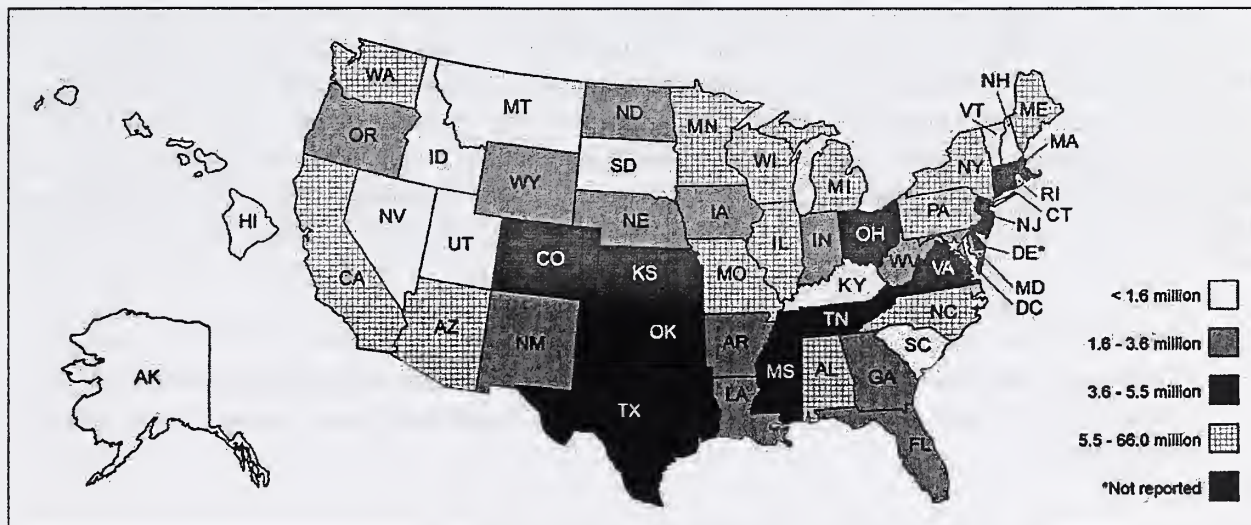 WA
MT
ND
MN
OR
ID
WY
SD
WI
MI
NH
VT
ME
MA
NY
RI
CT
NJ
PA
DE*
MD
DC
HI
NV
UT
CO
NE
IA
IL
IN
OH
WV
VA
KS
MO
KY
CA
AZ
NM
OK
AR
TN
NC
SC
MS
AL
GA
LA
TX
FL
AK
< 1.6 million
1.6 - 3.6 million
3.6 - 5.5 million
5.5 - 66.0 million
*Not reported